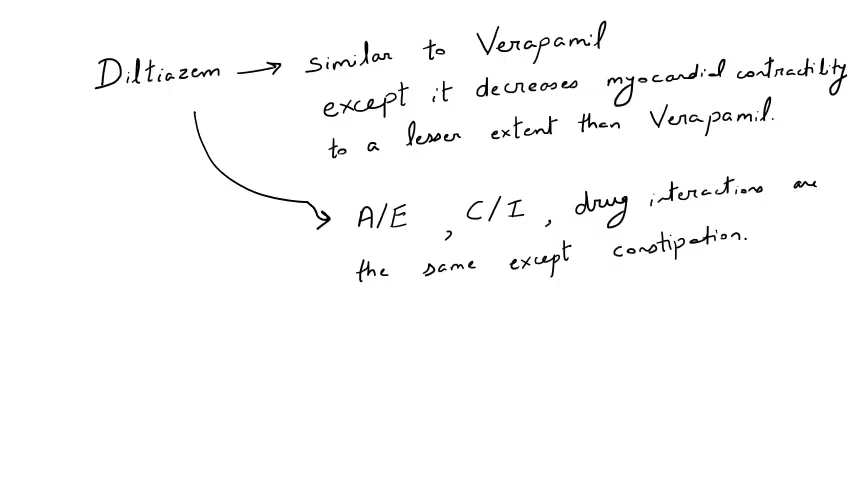 Diltiazem → similar to Verapamil
except it decreases myocardial contractility
to a lesser extent than Verapamil.
A/E, C/I, drug interactions are
the same except constipation.